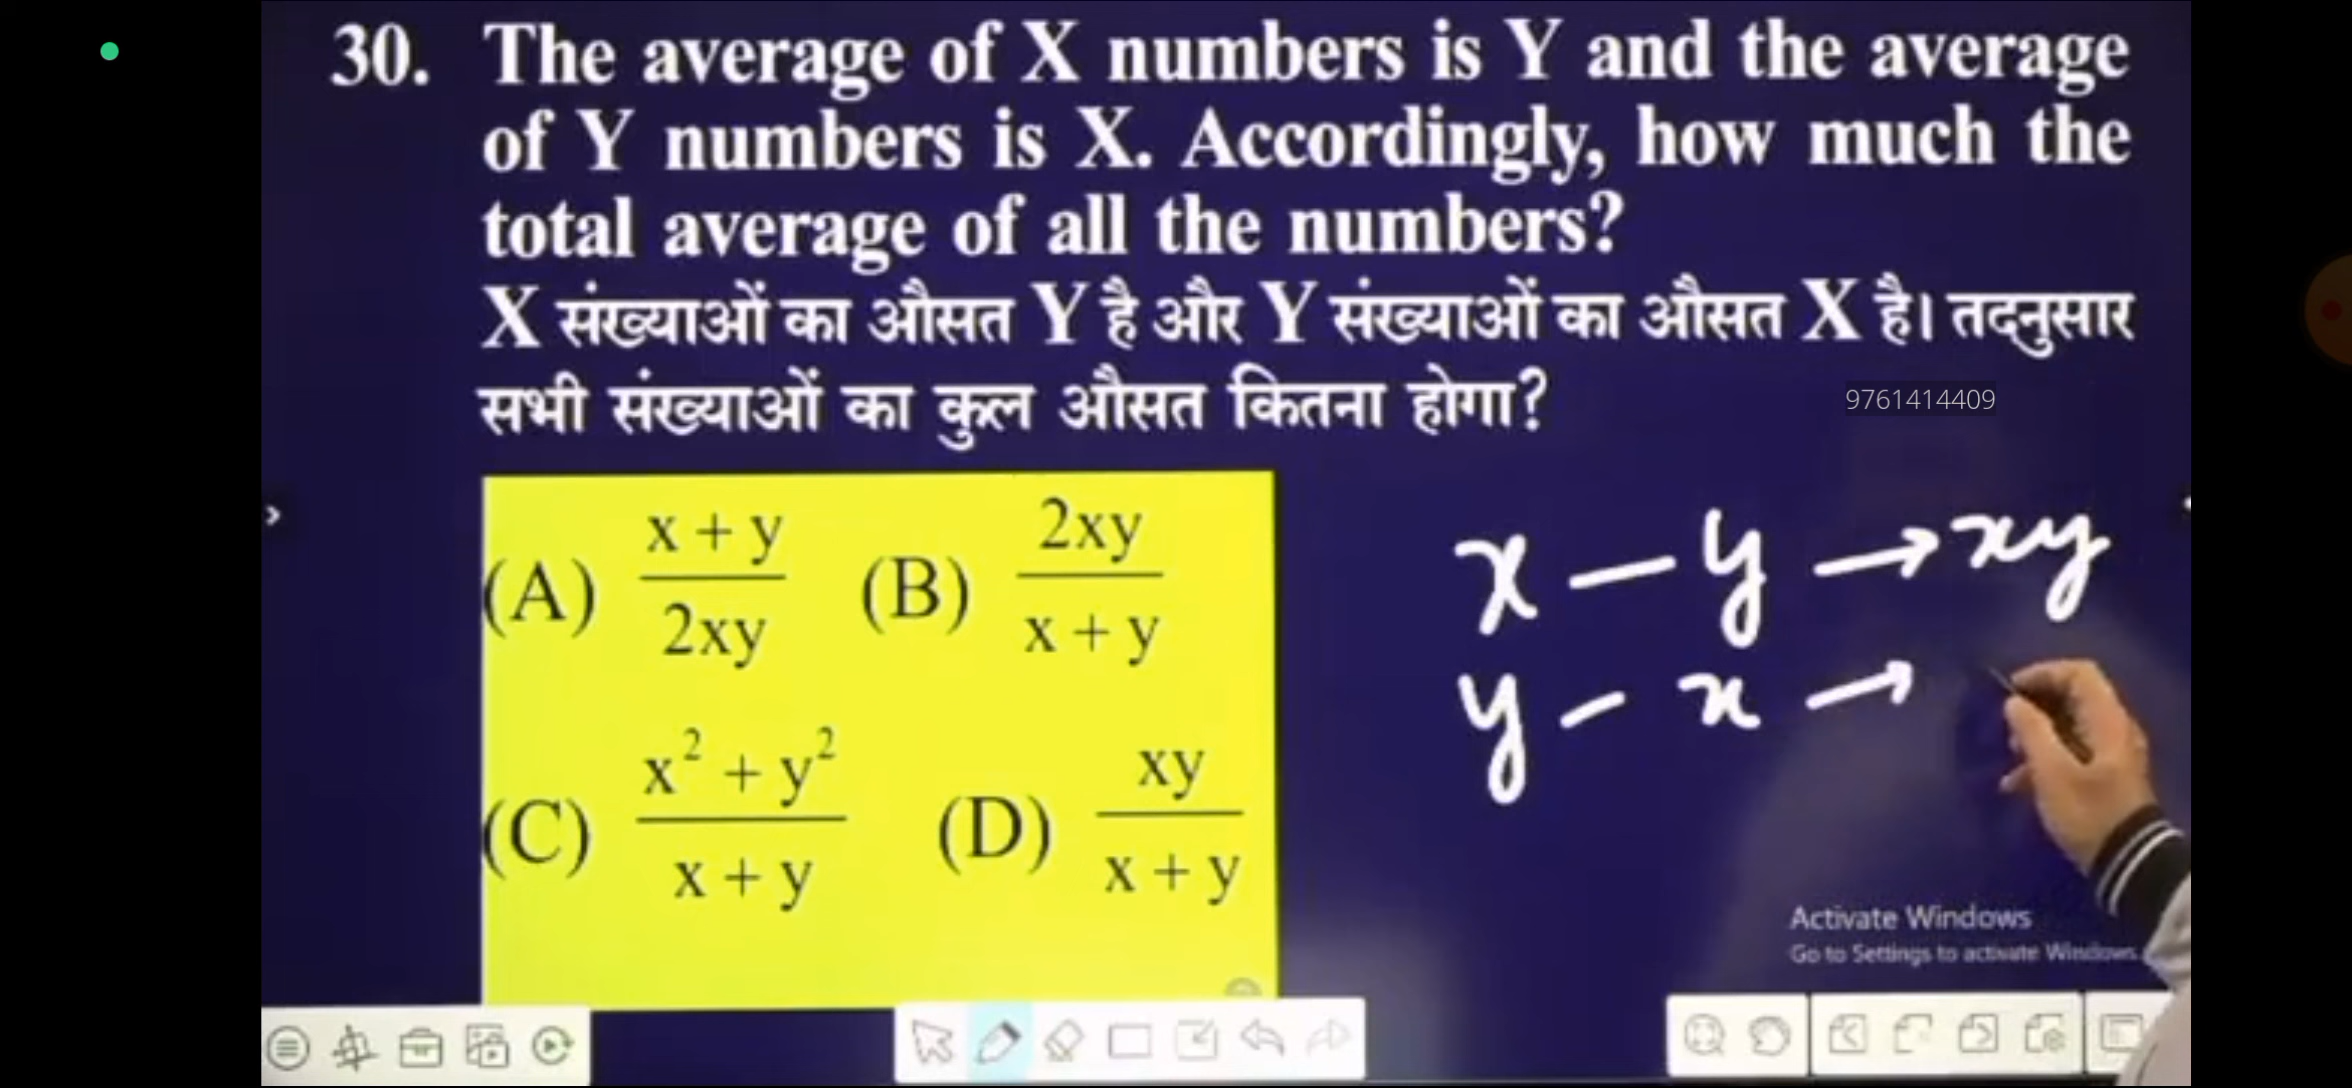 30. The average of X numbers is Y and the average
of Y numbers is X. Accordingly, how much the
total average of all the numbers?
X संख्याओं का औसत Y है और Y संख्याओं का औसत X है। तदनुसार
सभी संख्याओं का कुल औसत कितना होगा?
9761414409
(A) x + y / 2xy (B) 2xy / x + y
(C) x² + y² / x + y (D) xy / x + y
x — y → xy
y — x →
Activate Windows
Go to Settings to activate Windows.